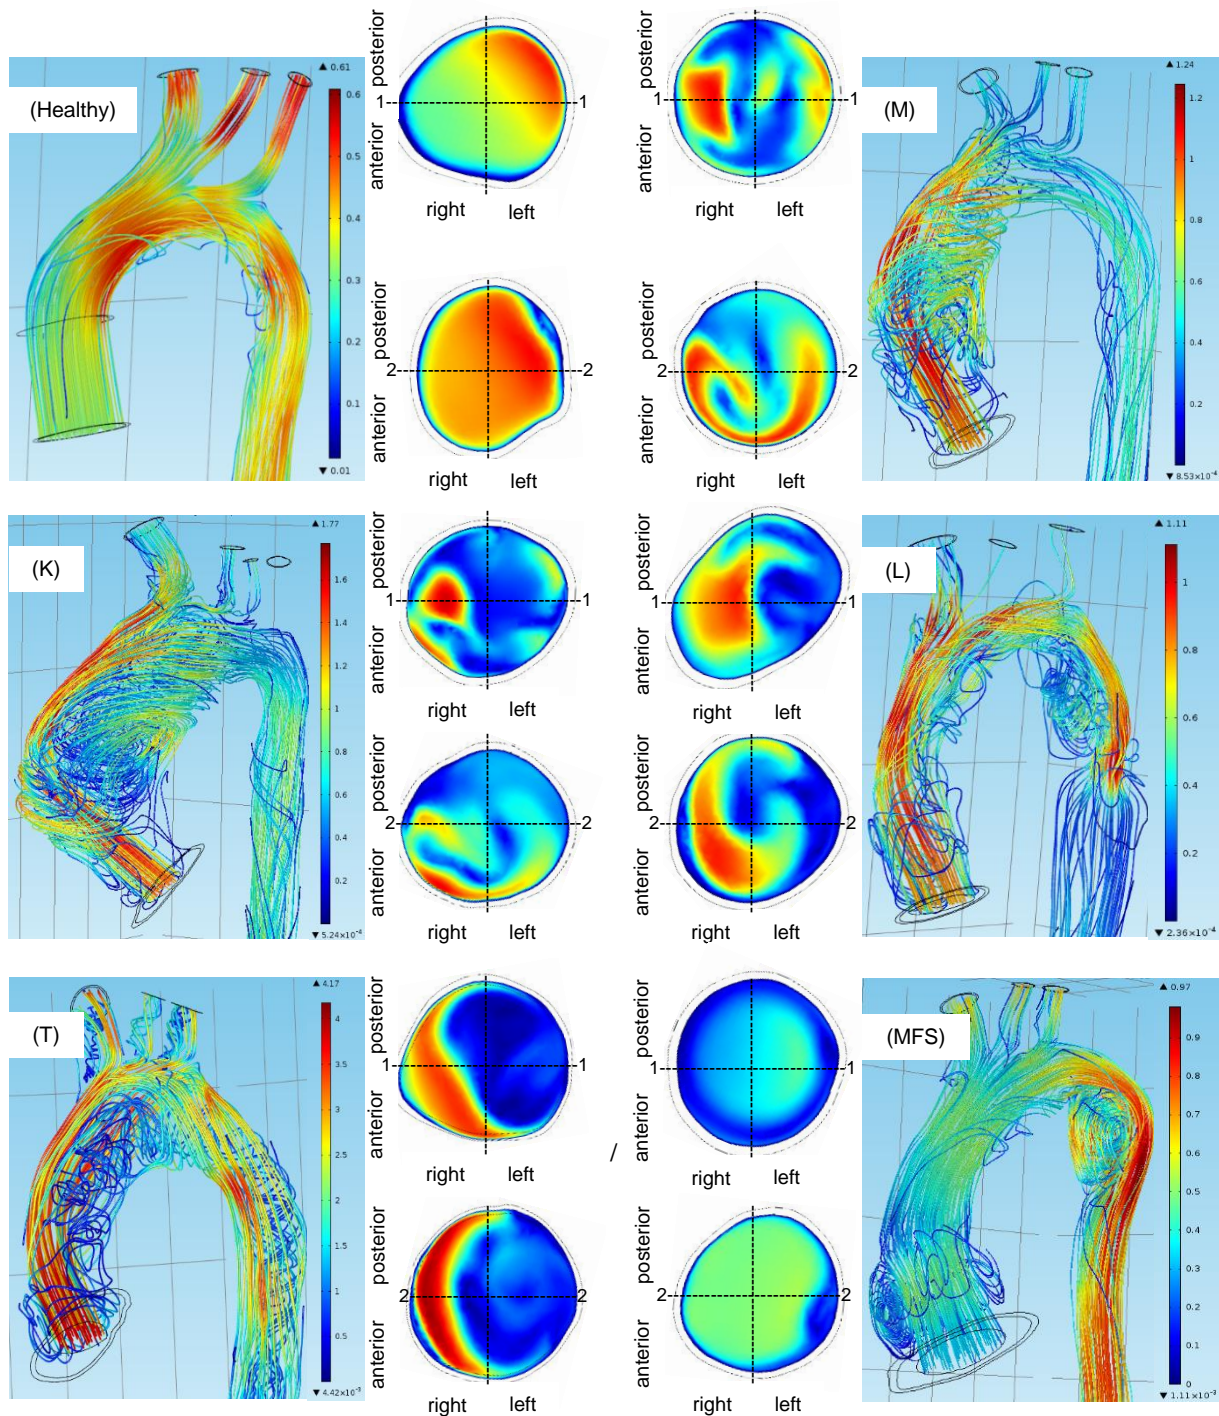 (Healthy)
▲ 0.61
0.6
0.5
0.4
0.3
0.2
0.1
▼ 0.01
posterior
1
1
anterior
right
left
posterior
2
2
anterior
right
left
posterior
1
1
anterior
right
left
posterior
2
2
anterior
right
left
(M)
▲ 1.24
1.2
1
0.8
0.6
0.4
0.2
▼ 8.53×10⁻⁴
(K)
▲ 1.77
1.6
1.4
1.2
1
0.8
0.6
0.4
0.2
▼ 5.24×10⁻⁴
posterior
1
1
anterior
right
left
posterior
2
2
anterior
right
left
posterior
1
1
anterior
right
left
posterior
2
2
anterior
right
left
(L)
▲ 1.11
1
0.8
0.6
0.4
0.2
▼ 2.36×10⁻⁴
(T)
▲ 4.17
4
3.5
3
2.5
2
1.5
1
0.5
▼ 4.42×10⁻³
posterior
1
1
anterior
right
left
posterior
2
2
anterior
right
left
/
posterior
1
1
anterior
right
left
posterior
2
2
anterior
right
left
(MFS)
▲ 0.97
0.9
0.8
0.7
0.6
0.5
0.4
0.3
0.2
0.1
0
▼ 1.11×10⁻³